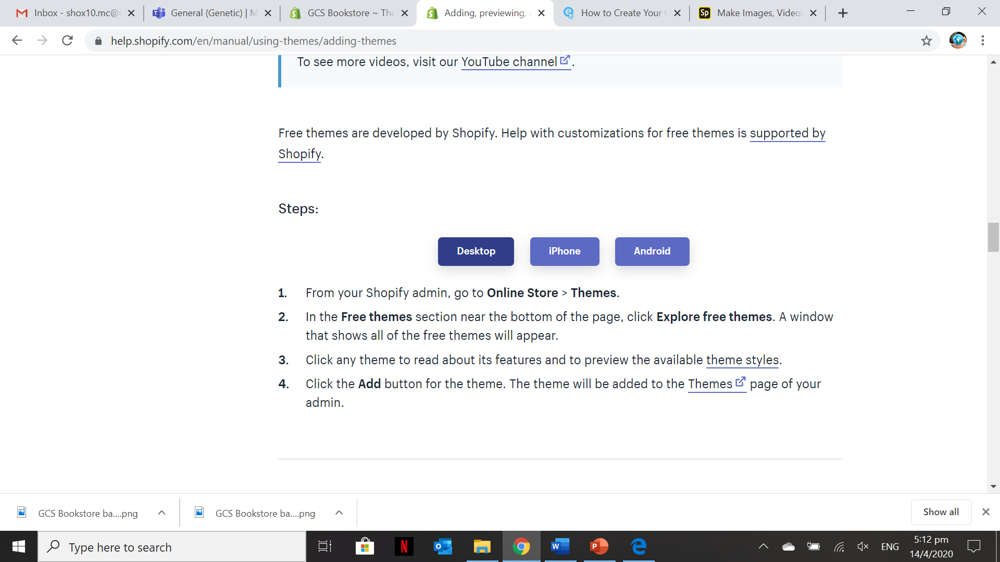 Inbox - shox10.mc@
General (Genetic) | M
GCS Bookstore ~ The
Adding, previewing,
How to Create Your
Sp Make Images, Videos
help.shopify.com/en/manual/using-themes/adding-themes
To see more videos, visit our YouTube channel.
Free themes are developed by Shopify. Help with customizations for free themes is supported by
Shopify.
Steps:
Desktop
iPhone
Android
1. From your Shopify admin, go to Online Store > Themes.
2. In the Free themes section near the bottom of the page, click Explore free themes. A window
that shows all of the free themes will appear.
3. Click any theme to read about its features and to preview the available theme styles.
4. Click the Add button for the theme. The theme will be added to the Themes page of your
admin.
GCS Bookstore ba....png
GCS Bookstore ba....png
Show all
Type here to search
ENG
5:12 pm
14/4/2020